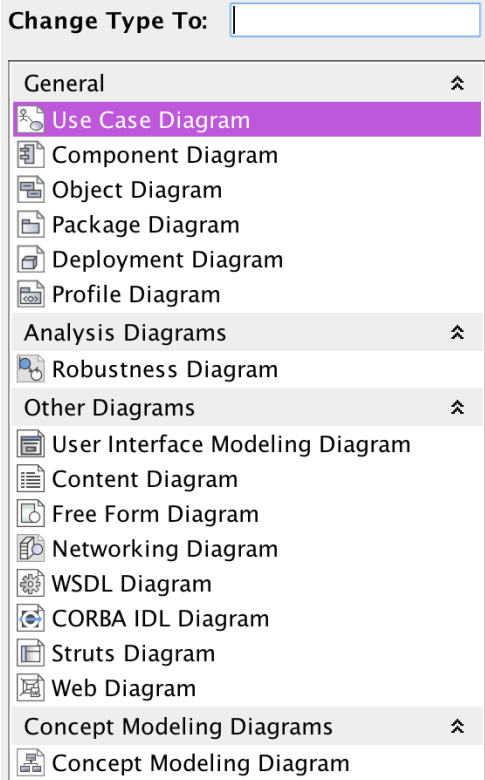 Change Type To:
General
Use Case Diagram
Component Diagram
Object Diagram
Package Diagram
Deployment Diagram
Profile Diagram
Analysis Diagrams
Robustness Diagram
Other Diagrams
User Interface Modeling Diagram
Content Diagram
Free Form Diagram
Networking Diagram
WSDL Diagram
CORBA IDL Diagram
Struts Diagram
Web Diagram
Concept Modeling Diagrams
Concept Modeling Diagram